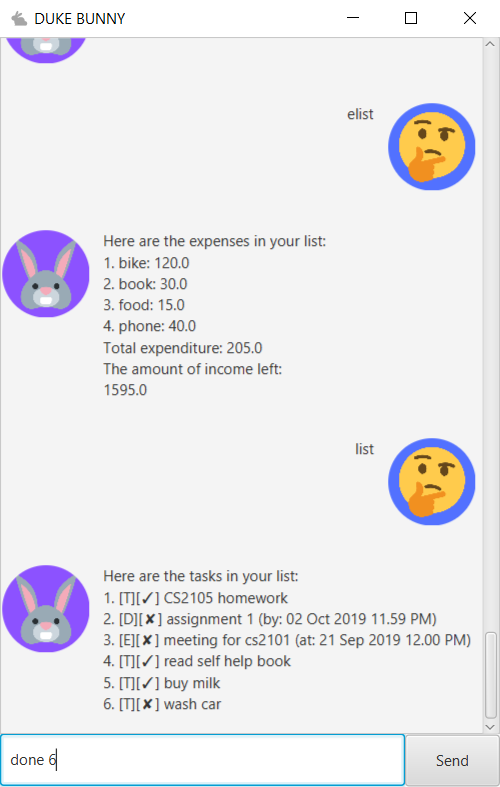 DUKE BUNNY
elist
Here are the expenses in your list:
1. bike: 120.0
2. book: 30.0
3. food: 15.0
4. phone: 40.0
Total expenditure: 205.0
The amount of income left:
1595.0
list
Here are the tasks in your list:
1. [T][✓] CS2105 homework
2. [D][✘] assignment 1 (by: 02 Oct 2019 11.59 PM)
3. [E][✘] meeting for cs2101 (at: 21 Sep 2019 12.00 PM)
4. [T][✓] read self help book
5. [T][✓] buy milk
6. [T][✘] wash car
done 6
Send